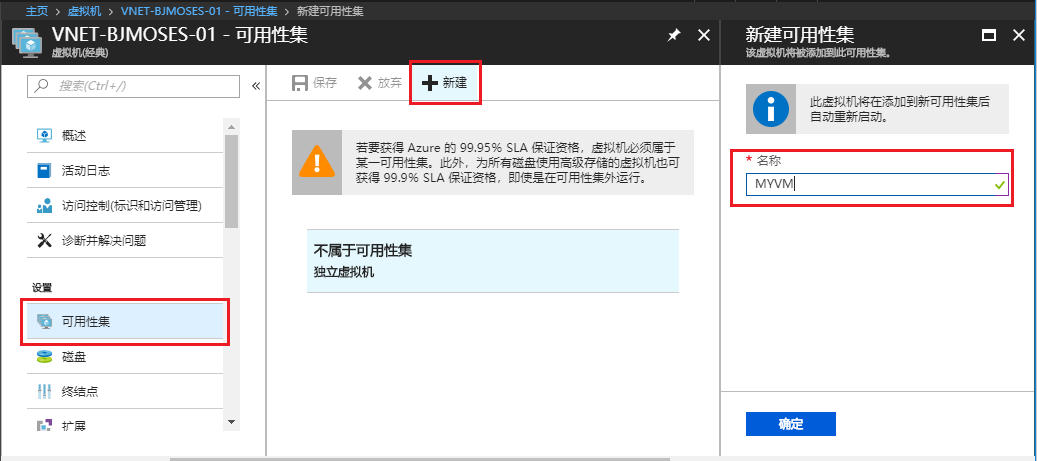 主页 > 虚拟机 > VNET-BJMOSES-01 - 可用性集 > 新建可用性集
VNET-BJMOSES-01 - 可用性集
虚拟机(经典)
搜索(Ctrl+/)
概述
活动日志
访问控制(标识和访问管理)
诊断并解决问题
设置
可用性集
磁盘
终结点
扩展
保存 放弃 新建
若要获得 Azure 的 99.95% SLA 保证资格，虚拟机必须属于
某一可用性集。此外，为所有磁盘使用高级存储的虚拟机也可
获得 99.9% SLA 保证资格，即使是在可用性集外运行。
不属于可用性集
独立虚拟机
新建可用性集
该虚拟机将被添加到此可用性集。
此虚拟机将在添加到新可用性集后
自动重新启动。
* 名称
MYVM
确定